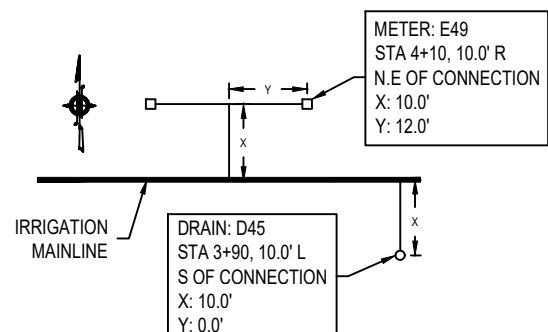 METER: E49
STA 4+10, 10.0' R
N.E OF CONNECTION
X: 10.0'
Y: 12.0'
Y
X
X
IRRIGATION
MAINLINE
DRAIN: D45
STA 3+90, 10.0' L
S OF CONNECTION
X: 10.0'
Y: 0.0'